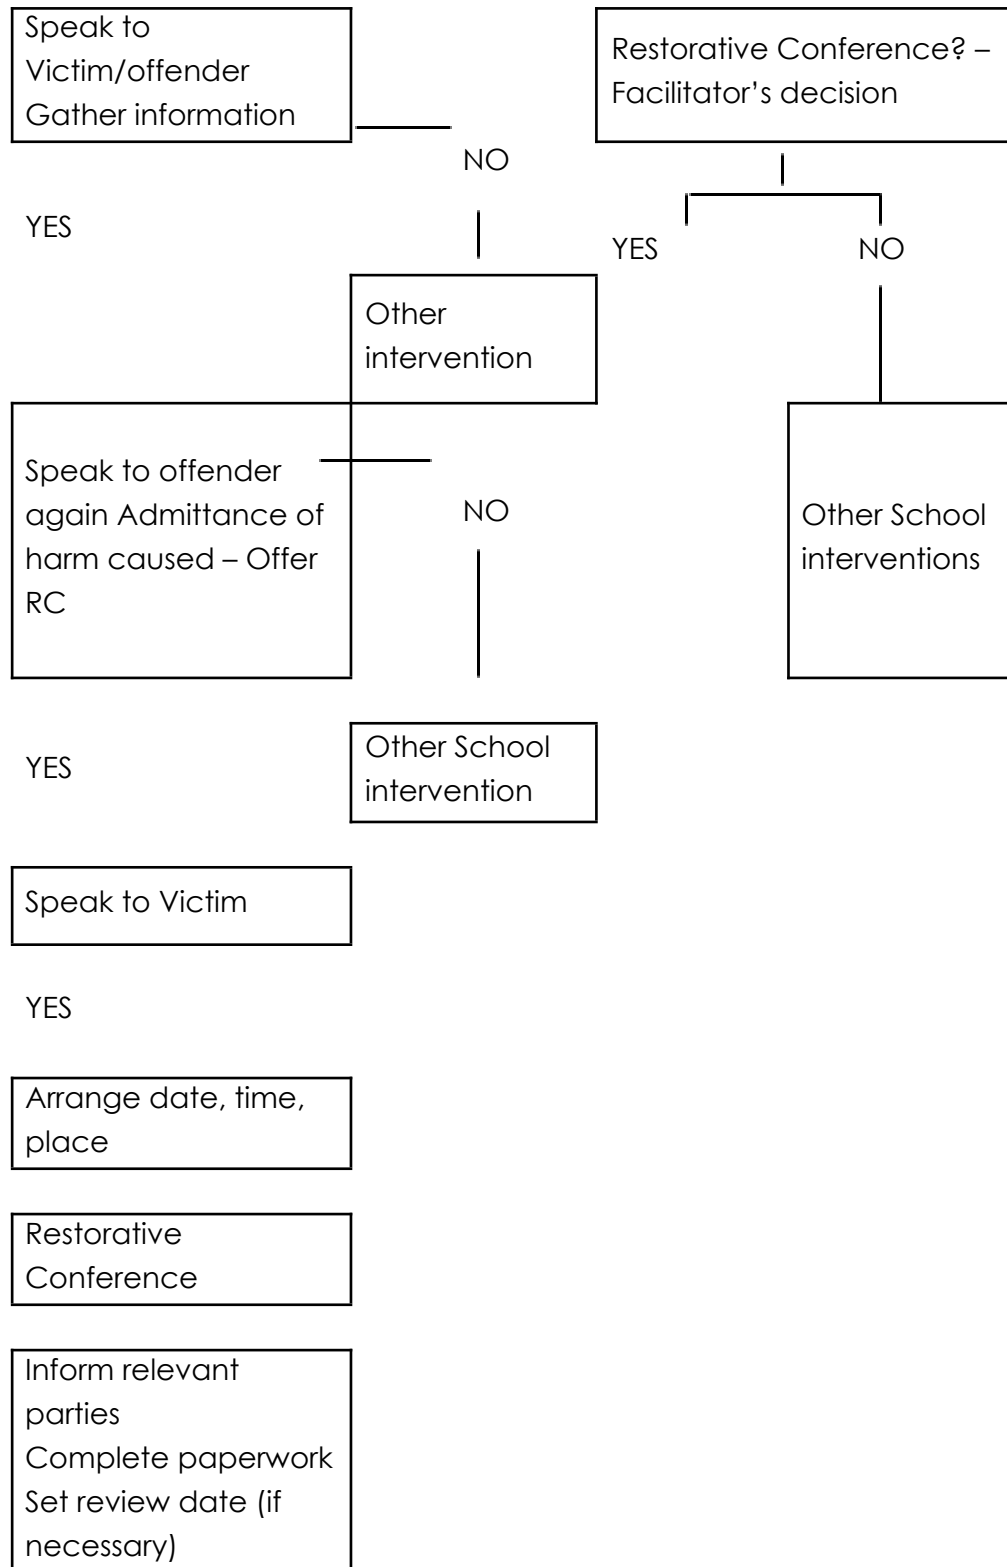 Speak to
Victim/offender
Gather information
Restorative Conference? –
Facilitator’s decision
NO
YES
YES
NO
Other
intervention
Speak to offender
again Admittance of
harm caused – Offer
RC
NO
Other School
interventions
YES
Other School
intervention
Speak to Victim
YES
Arrange date, time,
place
Restorative
Conference
Inform relevant
parties
Complete paperwork
Set review date (if
necessary)